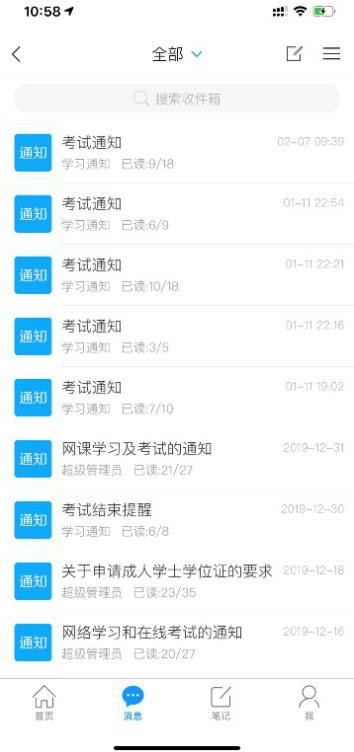 10:58
全部
搜索收件箱
通知
考试通知
02-07 09:39
学习通知 已读:9/18
通知
考试通知
01-11 22:54
学习通知 已读:6/9
通知
考试通知
01-11 22:21
学习通知 已读:10/18
通知
考试通知
01-11 22:16
学习通知 已读:3/5
通知
考试通知
01-11 19:02
学习通知 已读:7/10
通知
网课学习及考试的通知
2019-12-31
超级管理员 已读:21/27
通知
考试结束提醒
2019-12-30
学习通知 已读:6/8
通知
关于申请成人学士学位证的要求
2019-12-18
超级管理员 已读:23/35
通知
网络学习和在线考试的通知
2019-12-16
超级管理员 已读:20/27
首页
消息
笔记
我